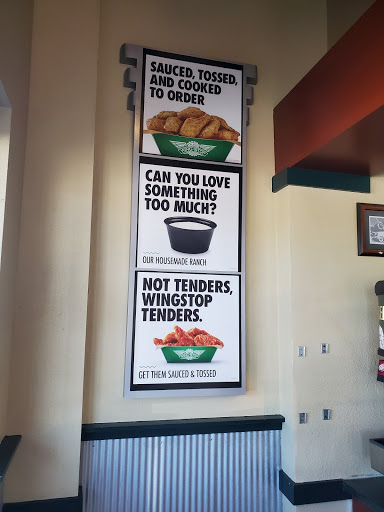 SAUCED, TOSSED,
AND COOKED
TO ORDER
CAN YOU LOVE
SOMETHING
TOO MUCH?
OUR HOUSEMADE RANCH
NOT TENDERS,
WINGSTOP
TENDERS.
GET THEM SAUCED & TOSSED